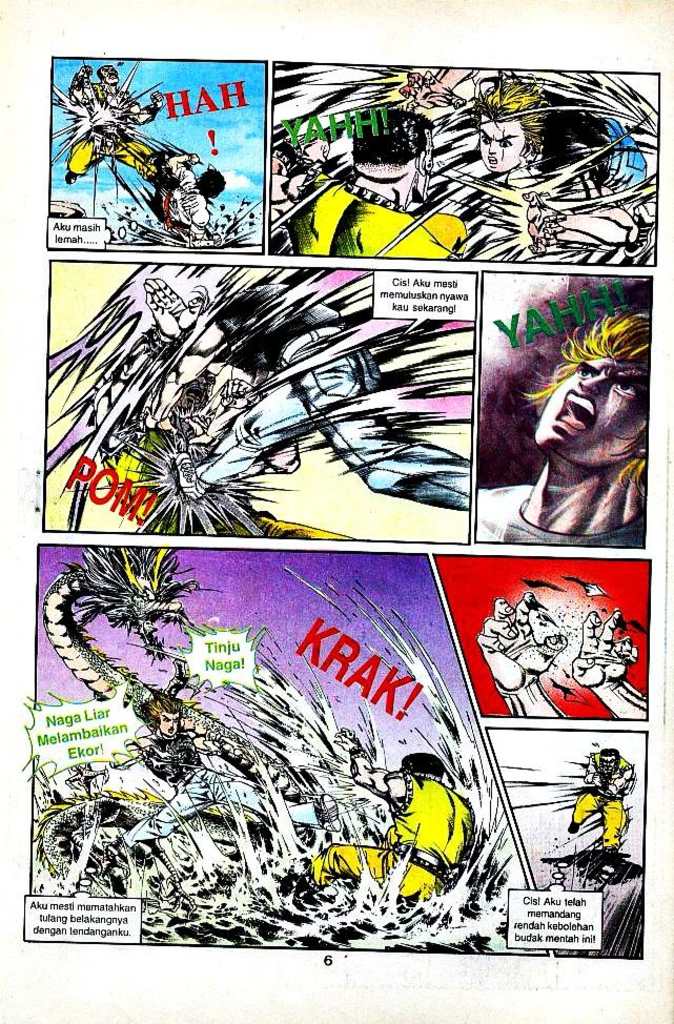 HAH
!
Aku masih
lemah.....
YAHH!
Cis! Aku mesti
memuluskan nyawa
kau sekarang!
POM!
YAHH!
Tinju
Naga!
Naga Liar
Melambaikan
Ekor!
KRAK!
Aku mesti mematahkan
tulang belakangnya
dengan tendanganku.
Cis! Aku telah
memandang
rendah kebolehan
budak mentah ini!
6